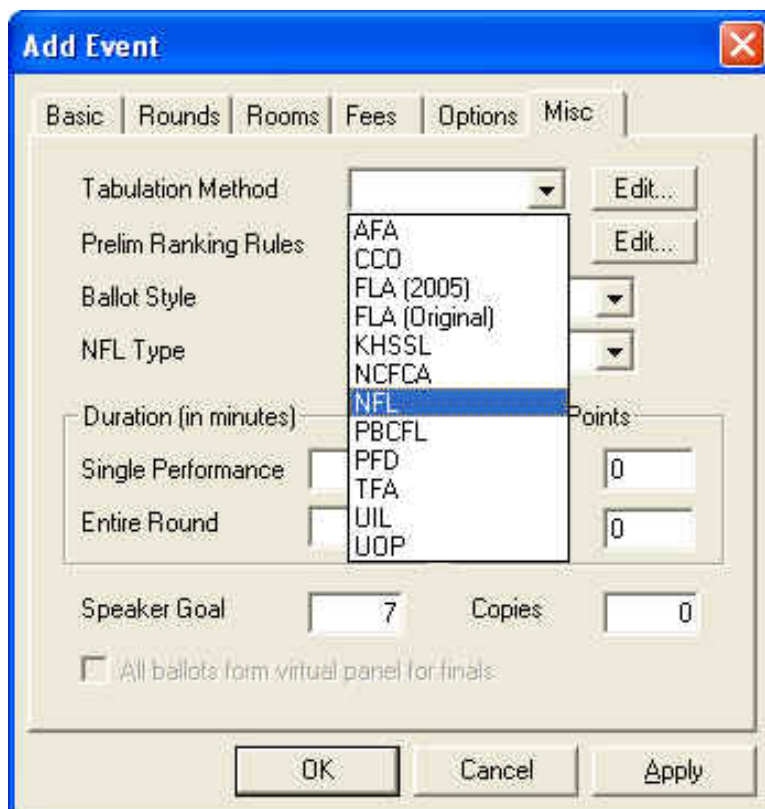 Add Event
Basic Rounds Rooms Fees Options Misc
Tabulation Method Edit...
Prelim Ranking Rules Edit...
Ballot Style
NFL Type
AFA
CCO
FLA (2005)
FLA (Original)
KHSSL
NCFCA
NFL
PBCFL
PFD
TFA
UIL
UOP
Duration (in minutes) Points
Single Performance 0
Entire Round 0
Speaker Goal 7 Copies 0
All ballots form virtual panel for finals
OK Cancel Apply